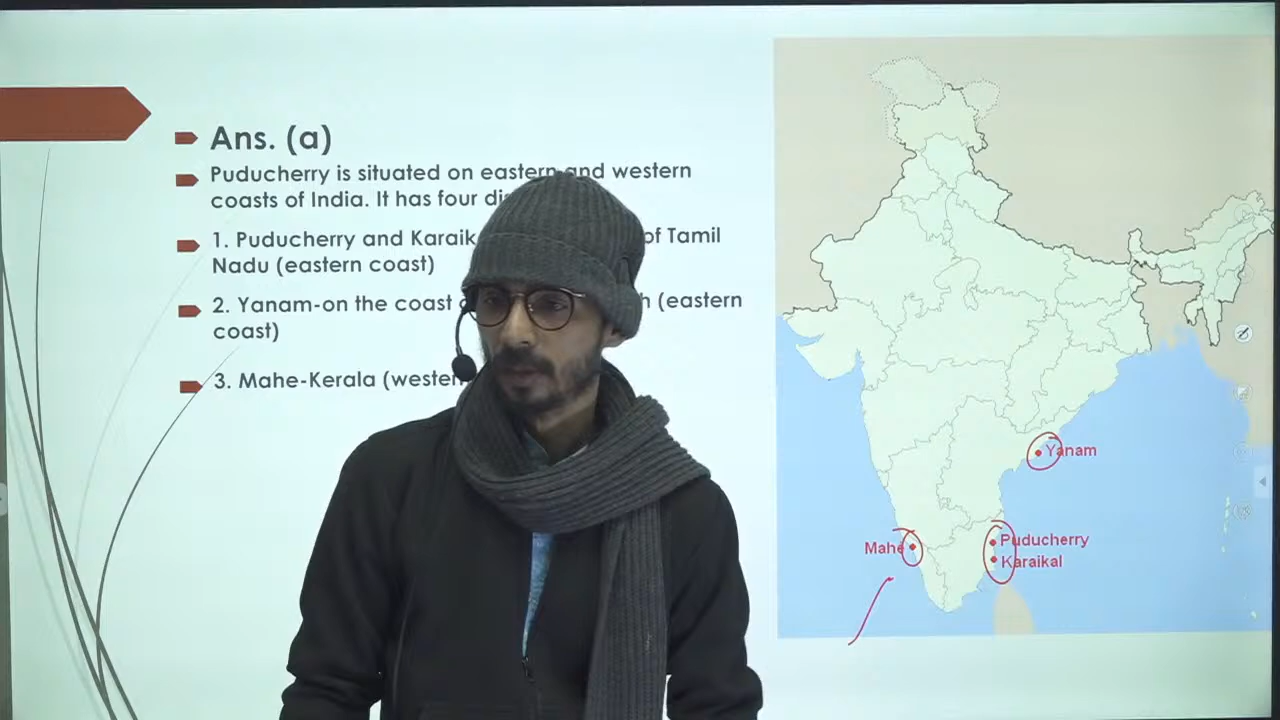 Ans. (a)
Puducherry is situated on eastern and western
coasts of India. It has four
1. Puducherry and of Tamil
Nadu (eastern coast)
2. Yanam-on the coast (eastern
coast)
3. Mahe-Kerala
Yanam
Mahe
Puducherry
Karaikal